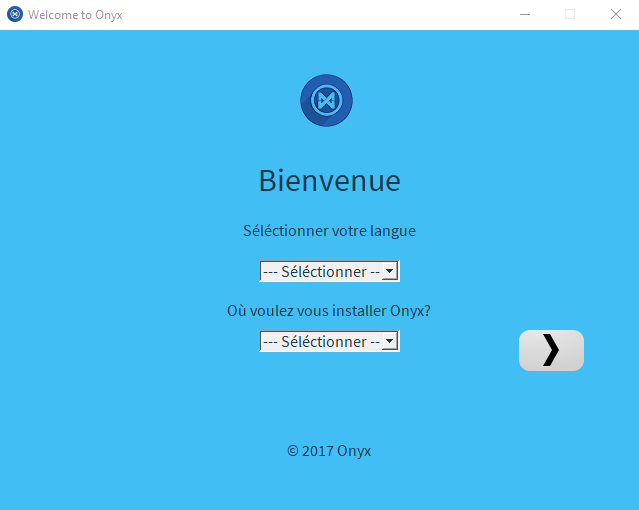 Welcome to Onyx
Bienvenue
Séléctionner votre langue
--- Séléctionner --
Où voulez vous installer Onyx?
--- Séléctionner --
© 2017 Onyx